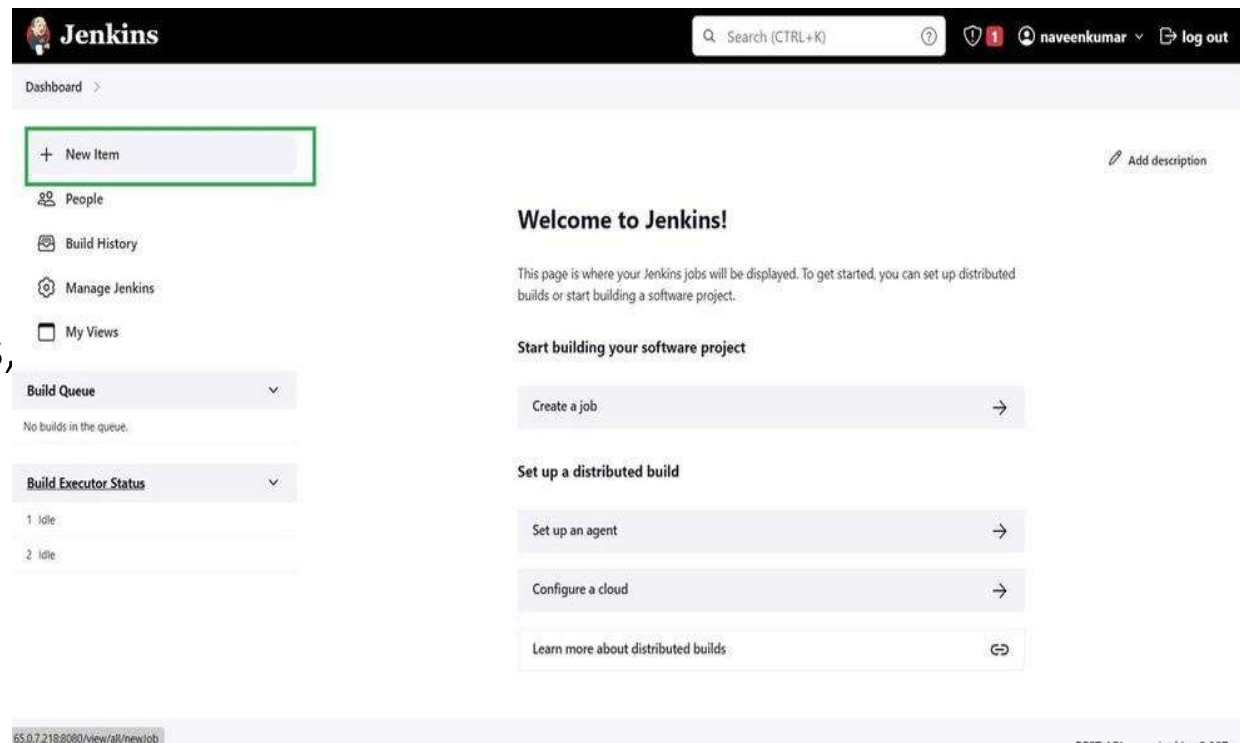 Jenkins
Search (CTRL+K)
1
naveenkumar
log out
Dashboard
New Item
Add description
People
Build History
Manage Jenkins
My Views
s,
Welcome to Jenkins!
This page is where your Jenkins jobs will be displayed. To get started, you can set up distributed
builds or start building a software project.
Start building your software project
Create a job
Build Queue
No builds in the queue.
Set up a distributed build
Build Executor Status
1 Idle
2 Idle
Set up an agent
Configure a cloud
Learn more about distributed builds
65.0.7.218:8080/view/all/newJob